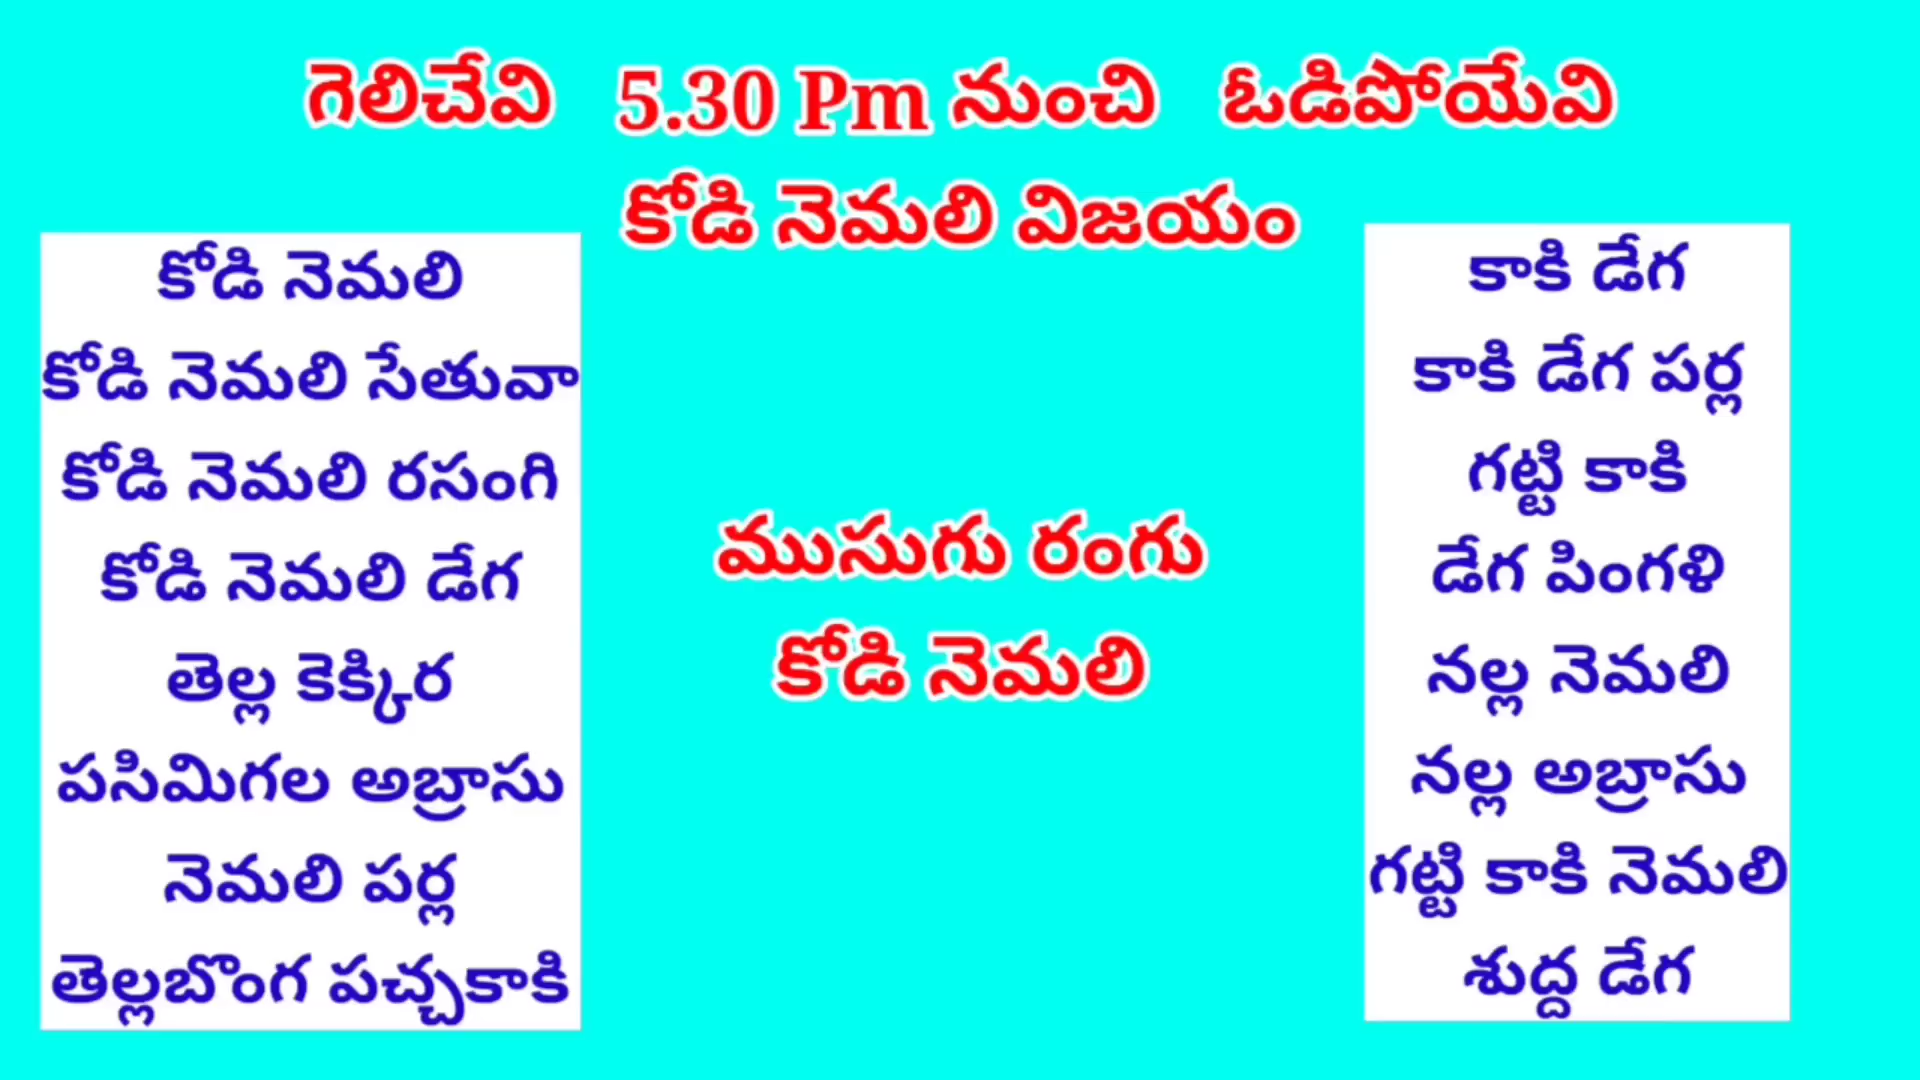 గెలిచేవి 5.30 Pm నుంచి ఓడిపోయేవి
కోడి నెమలి విజయం
కోడి నెమలి
కోడి నెమలి సేతువా
కోడి నెమలి రసంగి
కోడి నెమలి డేగ
తెల్ల కెక్కిర
పసిమిగల అబ్రాసు
నెమలి పర్ల
తెల్లబొంగ పచ్చకాకి
ముసుగు రంగు
కోడి నెమలి
కాకి డేగ
కాకి డేగ పర్ల
గట్టి కాకి
డేగ పింగళి
నల్ల నెమలి
నల్ల అబ్రాసు
గట్టి కాకి నెమలి
శుద్ద డేగ